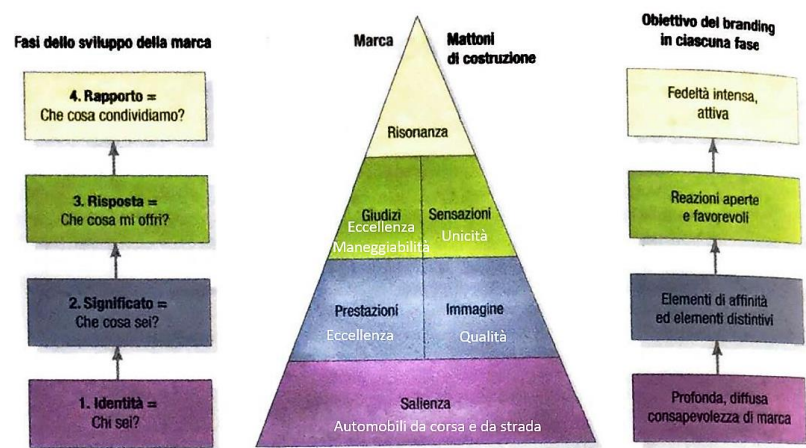 Fasi dello sviluppo della marca
4. Rapporto =
Che cosa condividiamo?
3. Risposta =
Che cosa mi offri?
2. Significato =
Che cosa sei?
1. Identità =
Chi sei?
Marca
Mattoni
di costruzione
Risonanza
Giudizi
Eccellenza
Maneggiabilità
Sensazioni
Unicità
Prestazioni
Eccellenza
Immagine
Qualità
Salienza
Automobili da corsa e da strada
Obiettivo del branding
in ciascuna fase
Fedeltà intensa,
attiva
Reazioni aperte
e favorevoli
Elementi di affinità
ed elementi distintivi
Profonda, diffusa
consapevolezza di marca